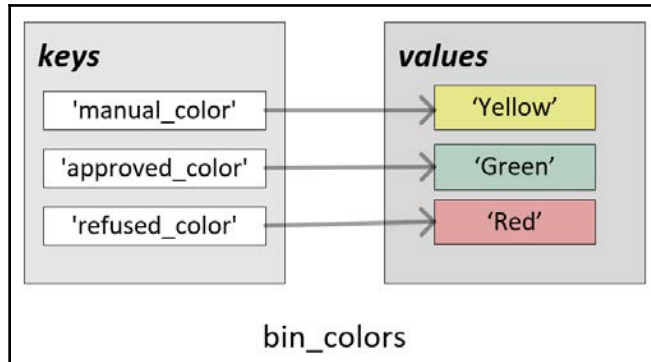 keys
values
'manual_color'
‘Yellow’
'approved_color'
‘Green’
'refused_color'
‘Red’
bin_colors